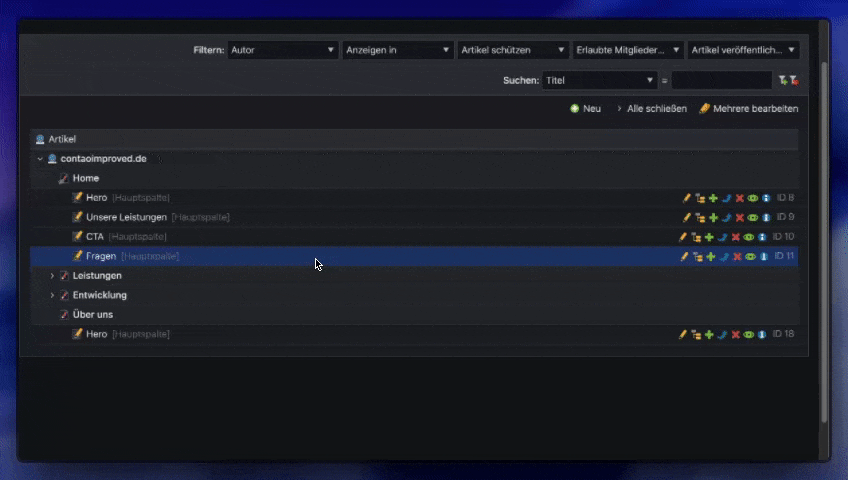 Filtern: Autor Anzeigen in Artikel schützen Erlaubte Mitglieder... Artikel veröffentlich...
Suchen: Titel =
Neu Alle schließen Mehrere bearbeiten
Artikel
contaoimproved.de
Home
Hero [Hauptspalte] ID 8
Unsere Leistungen [Hauptspalte] ID 9
CTA [Hauptspalte] ID 10
Fragen [Hauptspalte] ID 11
Leistungen
Entwicklung
Über uns
Hero [Hauptspalte] ID 18